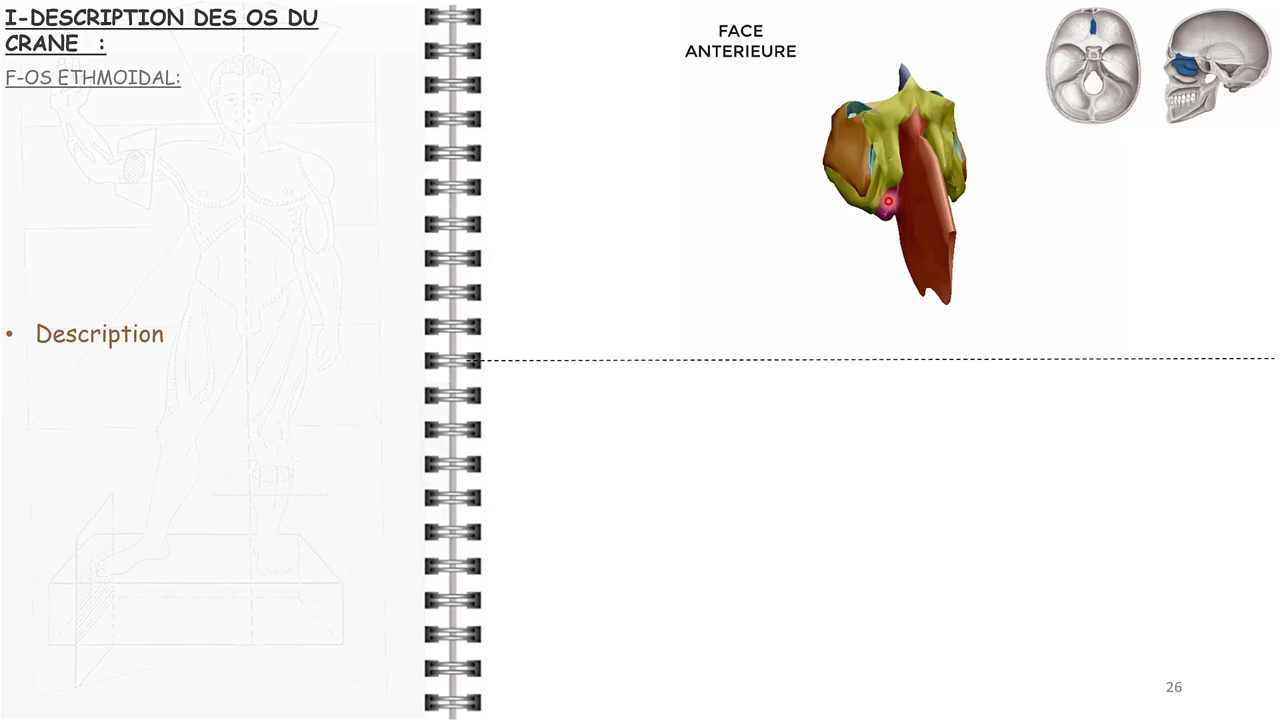 I-DESCRIPTION DES OS DU
CRANE :
F-OS ETHMOIDAL:
• Description
FACE
ANTERIEURE
26